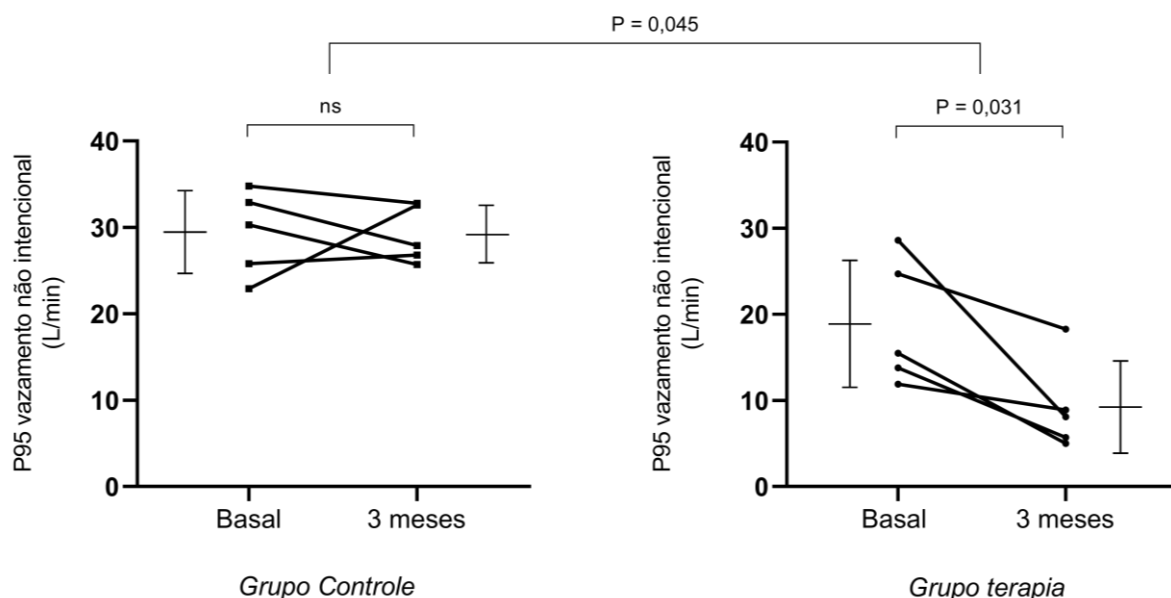 P = 0,045
ns
40
30
20
10
0
P95 vazamento não intencional
(L/min)
Basal
3 meses
Grupo Controle
P = 0,031
40
30
20
10
0
P95 vazamento não intencional
(L/min)
Basal
3 meses
Grupo terapia